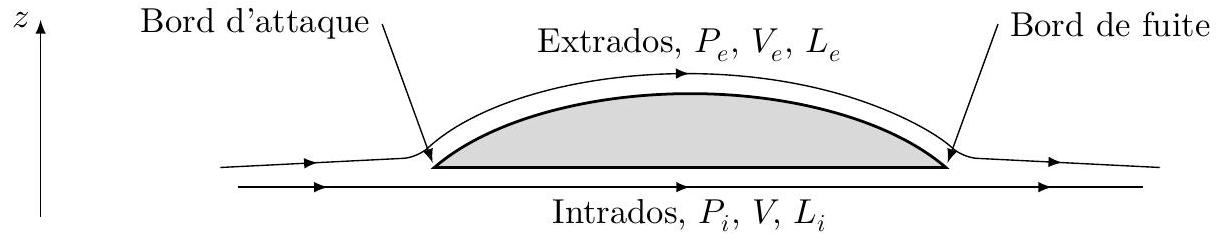 z
Bord d'attaque
Extrados, P_e, V_e, L_e
Bord de fuite
Intrados, P_i, V, L_i